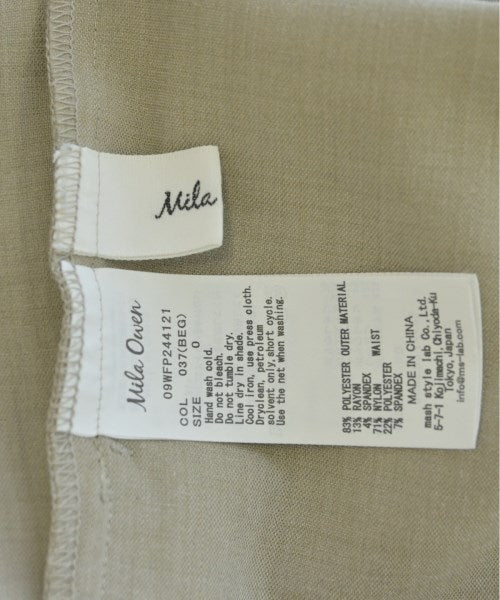 Mila
Mila Owen
09WFP244121
COL 037(BEG)
SIZE 0
Hand wash cold.
Do not bleach.
Do not tumble dry.
Line dry in shade.
Cool iron, use press cloth.
Dryclean, petroleum
solvent only, short cycle.
Use the net when washing.
83% POLYESTER OUTER MATERIAL
13% RAYON
4% SPANDEX
71% NYLON WAIST
22% POLYESTER
7% SPANDEX
MADE IN CHINA
mash style lab Co., Ltd.
5-7-1 Kojimachi, Chiyoda-Ku
Tokyo, Japan
info@ms-lab.com